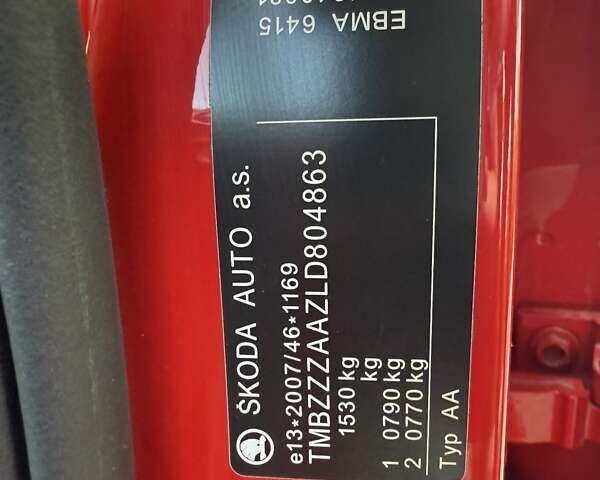 ŠKODA AUTO a.s.
e13*2007/46*1169
TMBZZZAAZLD804863
1530 kg
kg
1 0790 kg
2 0770 kg
Typ AA
EBMA 6415